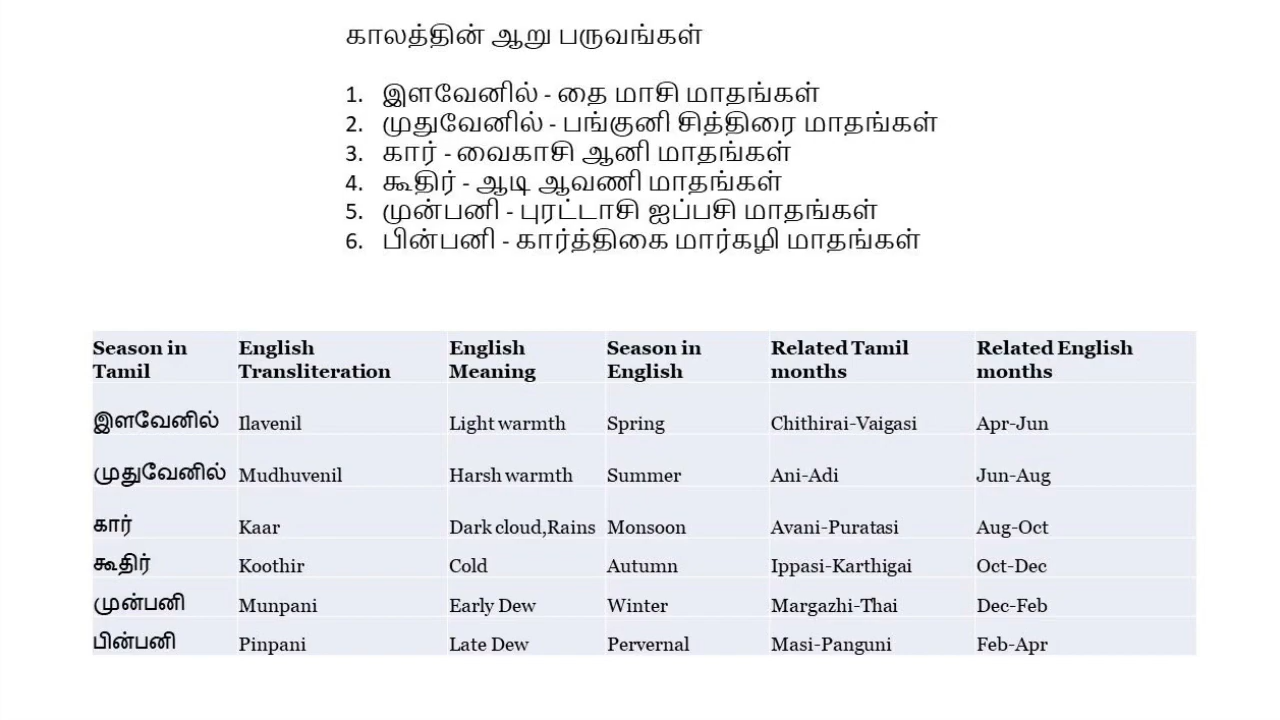 காலத்தின் ஆறு பருவங்கள்
1. இளவேனில் - தை மாசி மாதங்கள்
2. முதுவேனில் - பங்குனி சித்திரை மாதங்கள்
3. கார் - வைகாசி ஆனி மாதங்கள்
4. கூதிர் - ஆடி ஆவணி மாதங்கள்
5. முன்பனி - புரட்டாசி ஐப்பசி மாதங்கள்
6. பின்பனி - கார்த்திகை மார்கழி மாதங்கள்
Season in Tamil English Transliteration English Meaning Season in English Related Tamil months Related English months
இளவேனில் Ilavenil Light warmth Spring Chithirai-Vaigasi Apr-Jun
முதுவேனில் Mudhuvenil Harsh warmth Summer Ani-Adi Jun-Aug
கார் Kaar Dark cloud,Rains Monsoon Avani-Puratasi Aug-Oct
கூதிர் Koothir Cold Autumn Ippasi-Karthigai Oct-Dec
முன்பனி Munpani Early Dew Winter Margazhi-Thai Dec-Feb
பின்பனி Pinpani Late Dew Pervernal Masi-Panguni Feb-Apr